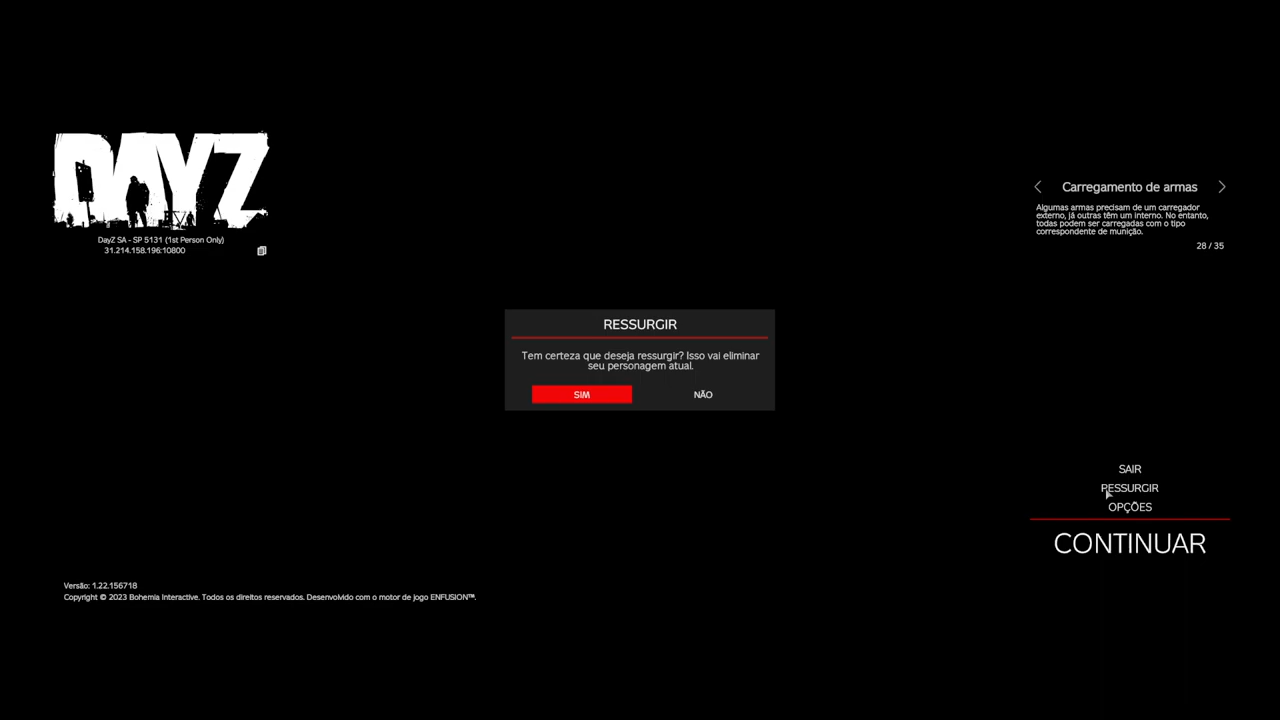 DAYZ
DayZ SA - SP 5131 (1st Person Only)
31.214.158.196:10800
Carregamento de armas
Algumas armas precisam de um carregador
externo, já outras têm um interno. No entanto,
todas podem ser carregadas com o tipo
correspondente de munição.
28 / 35
RESSURGIR
Tem certeza que deseja ressurgir? Isso vai eliminar
seu personagem atual.
SIM
NÃO
SAIR
RESSURGIR
OPÇÕES
CONTINUAR
Versão: 1.22.156718
Copyright © 2023 Bohemia Interactive. Todos os direitos reservados. Desenvolvido com o motor de jogo ENFUSION™.